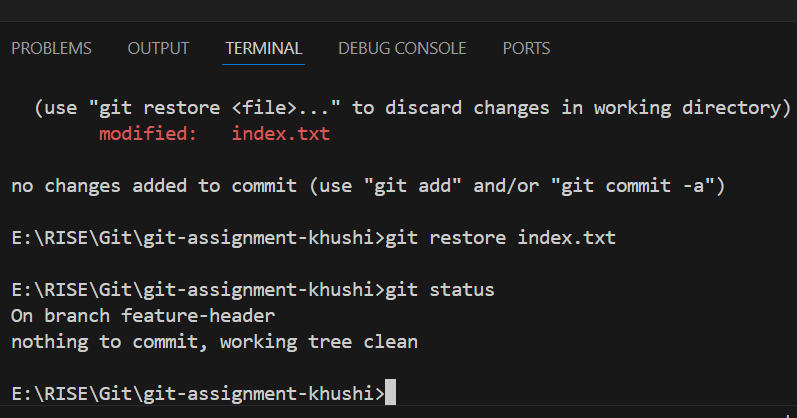 PROBLEMS OUTPUT TERMINAL DEBUG CONSOLE PORTS
(use "git restore <file>..." to discard changes in working directory)
modified: index.txt
no changes added to commit (use "git add" and/or "git commit -a")
E:\RISE\Git\git-assignment-khushi>git restore index.txt
E:\RISE\Git\git-assignment-khushi>git status
On branch feature-header
nothing to commit, working tree clean
E:\RISE\Git\git-assignment-khushi>